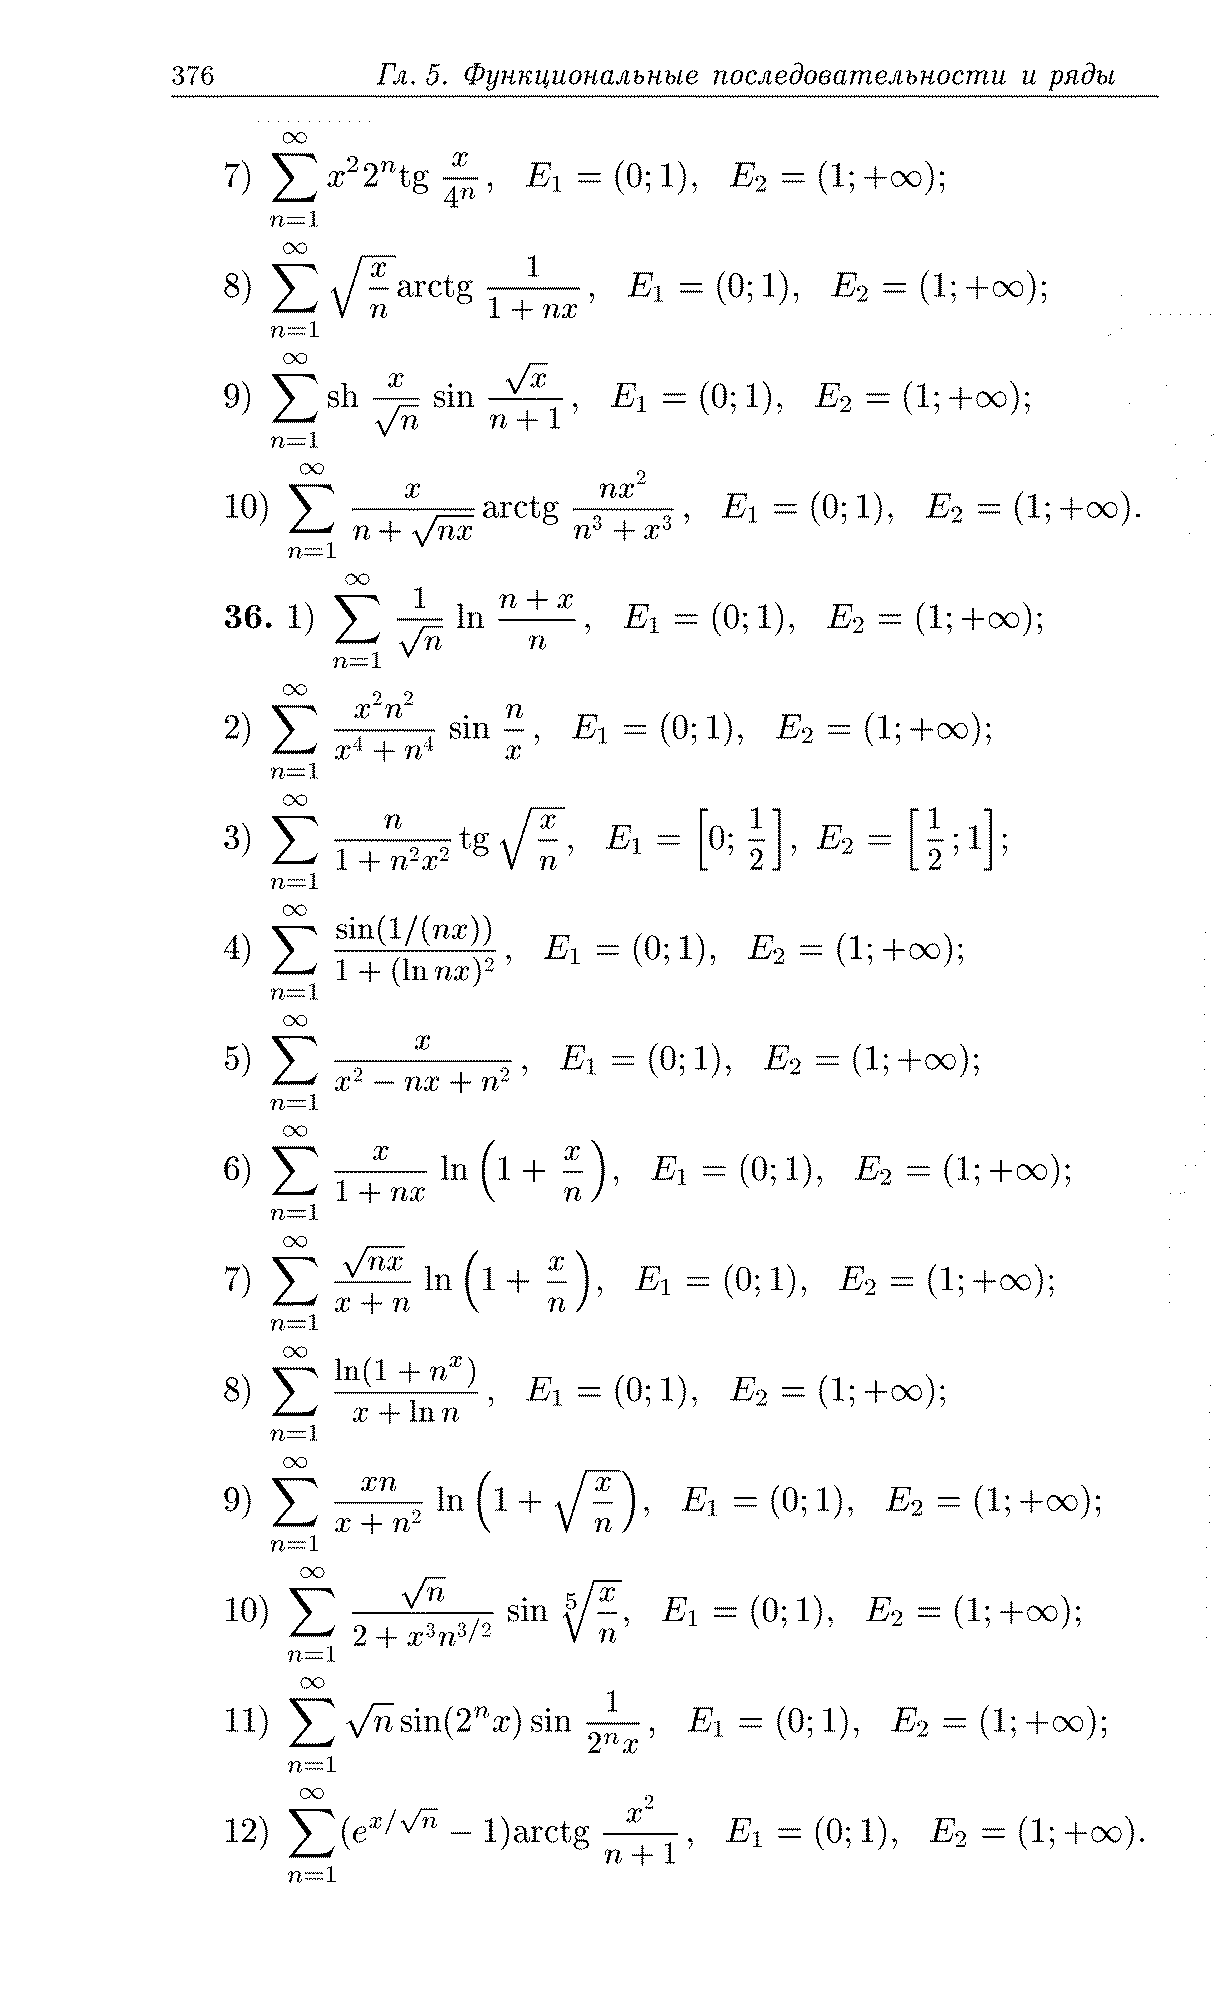 376 Гл. 5. Функциональные последовательности и ряды
7) $\sum_{n=1}^{\infty} x^2 2^n \text{tg} \frac{x}{4^n}$, $E_1 = (0; 1)$, $E_2 = (1; +\infty)$;
8) $\sum_{n=1}^{\infty} \sqrt{\frac{x}{n}} \text{arctg} \frac{1}{1+nx}$, $E_1 = (0; 1)$, $E_2 = (1; +\infty)$;
9) $\sum_{n=1}^{\infty} \text{sh} \frac{x}{\sqrt{n}} \sin \frac{\sqrt{x}}{n+1}$, $E_1 = (0; 1)$, $E_2 = (1; +\infty)$;
10) $\sum_{n=1}^{\infty} \frac{x}{n+\sqrt{nx}} \text{arctg} \frac{nx^2}{n^3+x^3}$, $E_1 = (0; 1)$, $E_2 = (1; +\infty)$.
36. 1) $\sum_{n=1}^{\infty} \frac{1}{\sqrt{n}} \ln \frac{n+x}{n}$, $E_1 = (0; 1)$, $E_2 = (1; +\infty)$;
2) $\sum_{n=1}^{\infty} \frac{x^2n^2}{x^4+n^4} \sin \frac{n}{x}$, $E_1 = (0; 1)$, $E_2 = (1; +\infty)$;
3) $\sum_{n=1}^{\infty} \frac{n}{1+n^2x^2} \text{tg} \sqrt{\frac{x}{n}}$, $E_1 = \left[0; \frac{1}{2}\right]$, $E_2 = \left[\frac{1}{2}; 1\right]$;
4) $\sum_{n=1}^{\infty} \frac{\sin(1/(nx))}{1+(\ln nx)^2}$, $E_1 = (0; 1)$, $E_2 = (1; +\infty)$;
5) $\sum_{n=1}^{\infty} \frac{x}{x^2-nx+n^2}$, $E_1 = (0; 1)$, $E_2 = (1; +\infty)$;
6) $\sum_{n=1}^{\infty} \frac{x}{1+nx} \ln \left(1+\frac{x}{n}\right)$, $E_1 = (0; 1)$, $E_2 = (1; +\infty)$;
7) $\sum_{n=1}^{\infty} \frac{\sqrt{nx}}{x+n} \ln \left(1+\frac{x}{n}\right)$, $E_1 = (0; 1)$, $E_2 = (1; +\infty)$;
8) $\sum_{n=1}^{\infty} \frac{\ln(1+n^x)}{x+\ln n}$, $E_1 = (0; 1)$, $E_2 = (1; +\infty)$;
9) $\sum_{n=1}^{\infty} \frac{xn}{x+n^2} \ln \left(1+\sqrt{\frac{x}{n}}\right)$, $E_1 = (0; 1)$, $E_2 = (1; +\infty)$;
10) $\sum_{n=1}^{\infty} \frac{\sqrt{n}}{2+x^3n^{3/2}} \sin \sqrt[5]{\frac{x}{n}}$, $E_1 = (0; 1)$, $E_2 = (1; +\infty)$;
11) $\sum_{n=1}^{\infty} \sqrt{n} \sin(2^n x) \sin \frac{1}{2^n x}$, $E_1 = (0; 1)$, $E_2 = (1; +\infty)$;
12) $\sum_{n=1}^{\infty} (e^{x/\sqrt{n}} - 1) \text{arctg} \frac{x^2}{n+1}$, $E_1 = (0; 1)$, $E_2 = (1; +\infty)$.